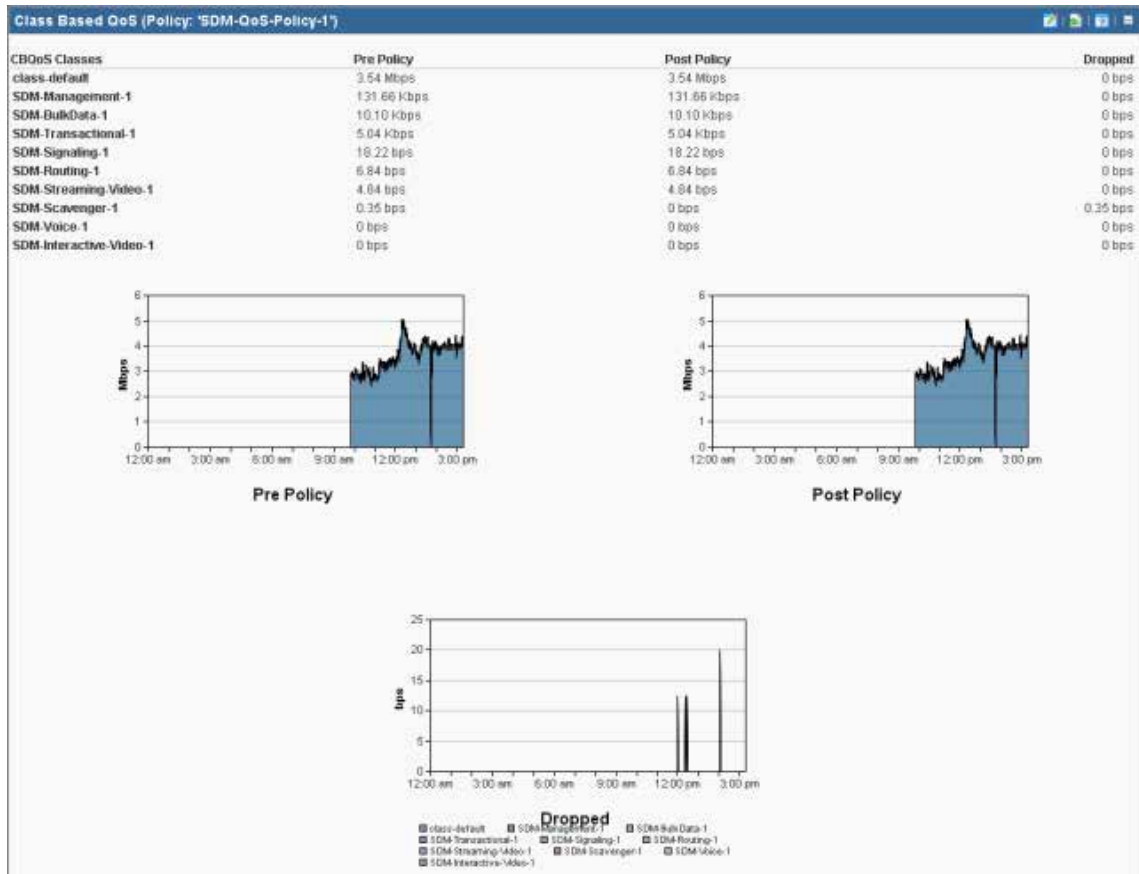 Class Based QoS (Policy: 'SDM-QoS-Policy-1')
CBQoS Classes Pre Policy Post Policy Dropped
class-default 3.54 Mbps 3.54 Mbps 0 bps
SDM-Management-1 131.66 Kbps 131.66 Kbps 0 bps
SDM-BulkData-1 10.10 Kbps 10.10 Kbps 0 bps
SDM-Transactional-1 5.04 Kbps 5.04 Kbps 0 bps
SDM-Signaling-1 18.22 bps 18.22 bps 0 bps
SDM-Routing-1 6.84 bps 6.84 bps 0 bps
SDM-Streaming-Video-1 4.84 bps 4.84 bps 0 bps
SDM-Scavenger-1 0.35 bps 0 bps 0.35 bps
SDM-Voice-1 0 bps 0 bps 0 bps
SDM-Interactive-Video-1 0 bps 0 bps 0 bps
6
5
4
3
2
1
0
Mbps
12:00 am 3:00 am 6:00 am 9:00 am 12:00 pm 3:00 pm
Pre Policy
6
5
4
3
2
1
0
Mbps
12:00 am 3:00 am 6:00 am 9:00 am 12:00 pm 3:00 pm
Post Policy
25
20
15
10
5
0
bps
12:00 am 3:00 am 6:00 am 9:00 am 12:00 pm 3:00 pm
Dropped
class-default SDM-Management-1 SDM-BulkData-1
SDM-Transactional-1 SDM-Signaling-1 SDM-Routing-1
SDM-Streaming-Video-1 SDM-Scavenger-1 SDM-Voice-1
SDM-Interactive-Video-1